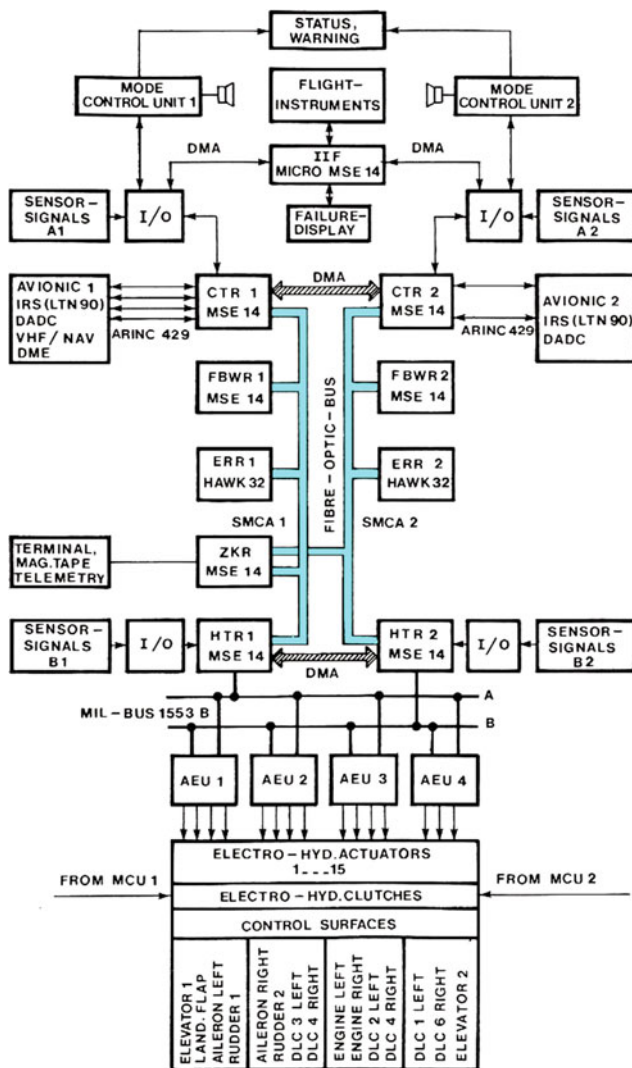 STATUS,
WARNING
MODE
CONTROL UNIT 1
FLIGHT-
INSTRUMENTS
MODE
CONTROL UNIT 2
DMA
IIF
MICRO MSE 14
DMA
SENSOR-
SIGNALS
A1
I/O
FAILURE-
DISPLAY
I/O
SENSOR-
SIGNALS
A 2
AVIONIC 1
IRS (LTN 90)
DADC
VHF / NAV
DME
ARINC 429
CTR 1
MSE 14
DMA
CTR 2
MSE 14
ARINC 429
AVIONIC 2
IRS (LTN 90)
DADC
FBWR 1
MSE 14
FBWR 2
MSE 14
FIBRE-OPTIC-BUS
ERR 1
HAWK 32
ERR 2
HAWK 32
SMCA 1
SMCA 2
TERMINAL,
MAG. TAPE
TELEMETRY
ZKR
MSE 14
SENSOR-
SIGNALS
B1
I/O
HTR 1
MSE 14
DMA
HTR 2
MSE 14
I/O
SENSOR-
SIGNALS
B2
A
MIL-BUS 1553 B
B
AEU 1
AEU 2
AEU 3
AEU 4
ELECTRO-HYD. ACTUATORS
1---15
FROM MCU 1
ELECTRO-HYD. CLUTCHES
FROM MCU 2
CONTROL SURFACES
ELEVATOR 1
LAND. FLAP
AILERON LEFT
RUDDER 1
AILERON RIGHT
RUDDER 2
DLC 3 LEFT
DLC 4 RIGHT
ENGINE LEFT
ENGINE RIGHT
DLC 2 LEFT
DLC 4 RIGHT
DLC 1 LEFT
DLC 6 RIGHT
ELEVATOR 2